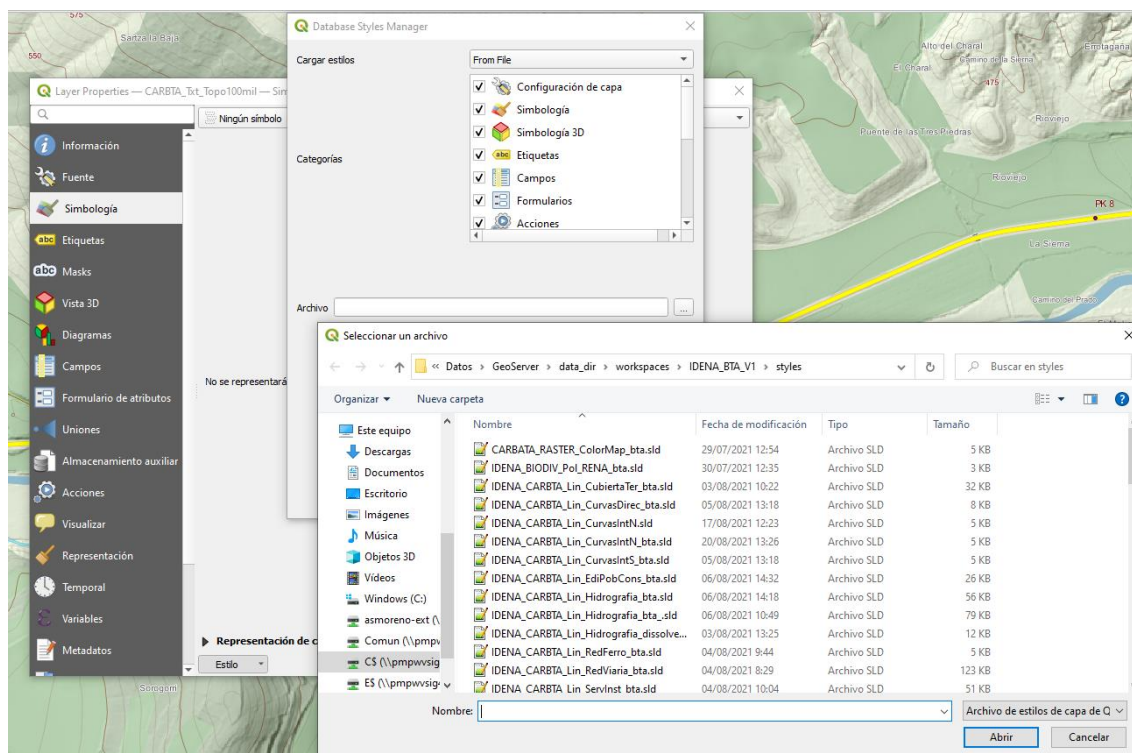 575
Sartza la Baja
550
Alto del Charal
Errotagaña
Camino de la Sierra
El Charal
475
Rioviejo
Puente de las Tres Piedras
Rioviejo
PK 8
La Sierna
Camino del Prado
Sorogoni
Database Styles Manager
Cargar estilos
From File
Configuración de capa
Simbología
Simbología 3D
Categorías
Etiquetas
Campos
Formularios
Acciones
Archivo
...
Layer Properties — CARBTA_Txt_Topo100mil — Sim
Ningún símbolo
Información
Fuente
Simbología
Etiquetas
Masks
Vista 3D
Diagramas
Campos
Formulario de atributos
Uniones
Almacenamiento auxiliar
Acciones
Visualizar
Representación
Temporal
Variables
Metadatos
No se representará
Representación de c
Estilo
Seleccionar un archivo
« Datos > GeoServer > data_dir > workspaces > IDENA_BTA_V1 > styles
Buscar en styles
Organizar
Nueva carpeta
Este equipo
Descargas
Documentos
Escritorio
Imágenes
Música
Objetos 3D
Vídeos
Windows (C:)
asmoreno-ext (\
Comun (\\pmpv
C$ (\\pmpwvsig
E$ (\\pmpwvsig-
Nombre Fecha de modificación Tipo Tamaño
CARBATA_RASTER_ColorMap_bta.sld 29/07/2021 12:54 Archivo SLD 5 KB
IDENA_BIODIV_Pol_RENA_bta.sld 30/07/2021 12:35 Archivo SLD 3 KB
IDENA_CARBTA_Lin_CubiertaTer_bta.sld 03/08/2021 10:22 Archivo SLD 32 KB
IDENA_CARBTA_Lin_CurvasDirec_bta.sld 05/08/2021 13:18 Archivo SLD 8 KB
IDENA_CARBTA_Lin_CurvasIntN.sld 17/08/2021 12:23 Archivo SLD 5 KB
IDENA_CARBTA_Lin_CurvasIntN_bta.sld 20/08/2021 13:26 Archivo SLD 5 KB
IDENA_CARBTA_Lin_CurvasIntS_bta.sld 05/08/2021 13:18 Archivo SLD 5 KB
IDENA_CARBTA_Lin_EdiPobCons_bta.sld 06/08/2021 14:32 Archivo SLD 26 KB
IDENA_CARBTA_Lin_Hidrografia_bta.sld 06/08/2021 14:18 Archivo SLD 56 KB
IDENA_CARBTA_Lin_Hidrografia_bta_.sld 06/08/2021 10:49 Archivo SLD 79 KB
IDENA_CARBTA_Lin_Hidrografia_dissolve... 03/08/2021 13:25 Archivo SLD 12 KB
IDENA_CARBTA_Lin_RedFerro_bta.sld 04/08/2021 9:44 Archivo SLD 5 KB
IDENA_CARBTA_Lin_RedViaria_bta.sld 04/08/2021 8:29 Archivo SLD 123 KB
IDENA_CARBTA_Lin_ServInst_bta.sld 04/08/2021 10:04 Archivo SLD 51 KB
Nombre:
Archivo de estilos de capa de Q
Abrir
Cancelar